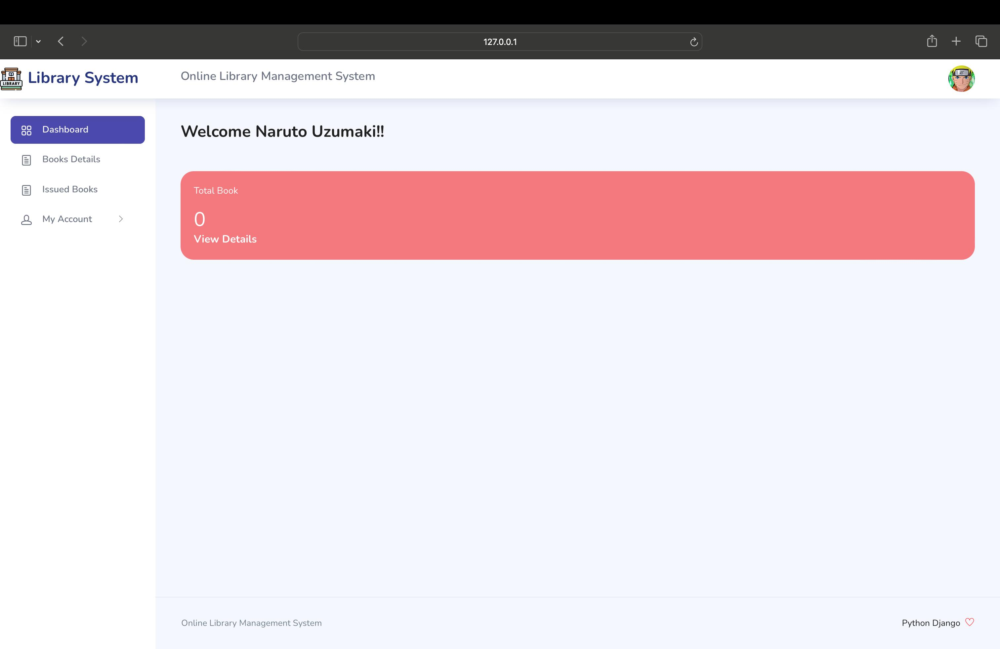 127.0.0.1
LIBRARY
Library System
Online Library Management System
Dashboard
Books Details
Issued Books
My Account
Welcome Naruto Uzumaki!!
Total Book
0
View Details
Online Library Management System
Python Django